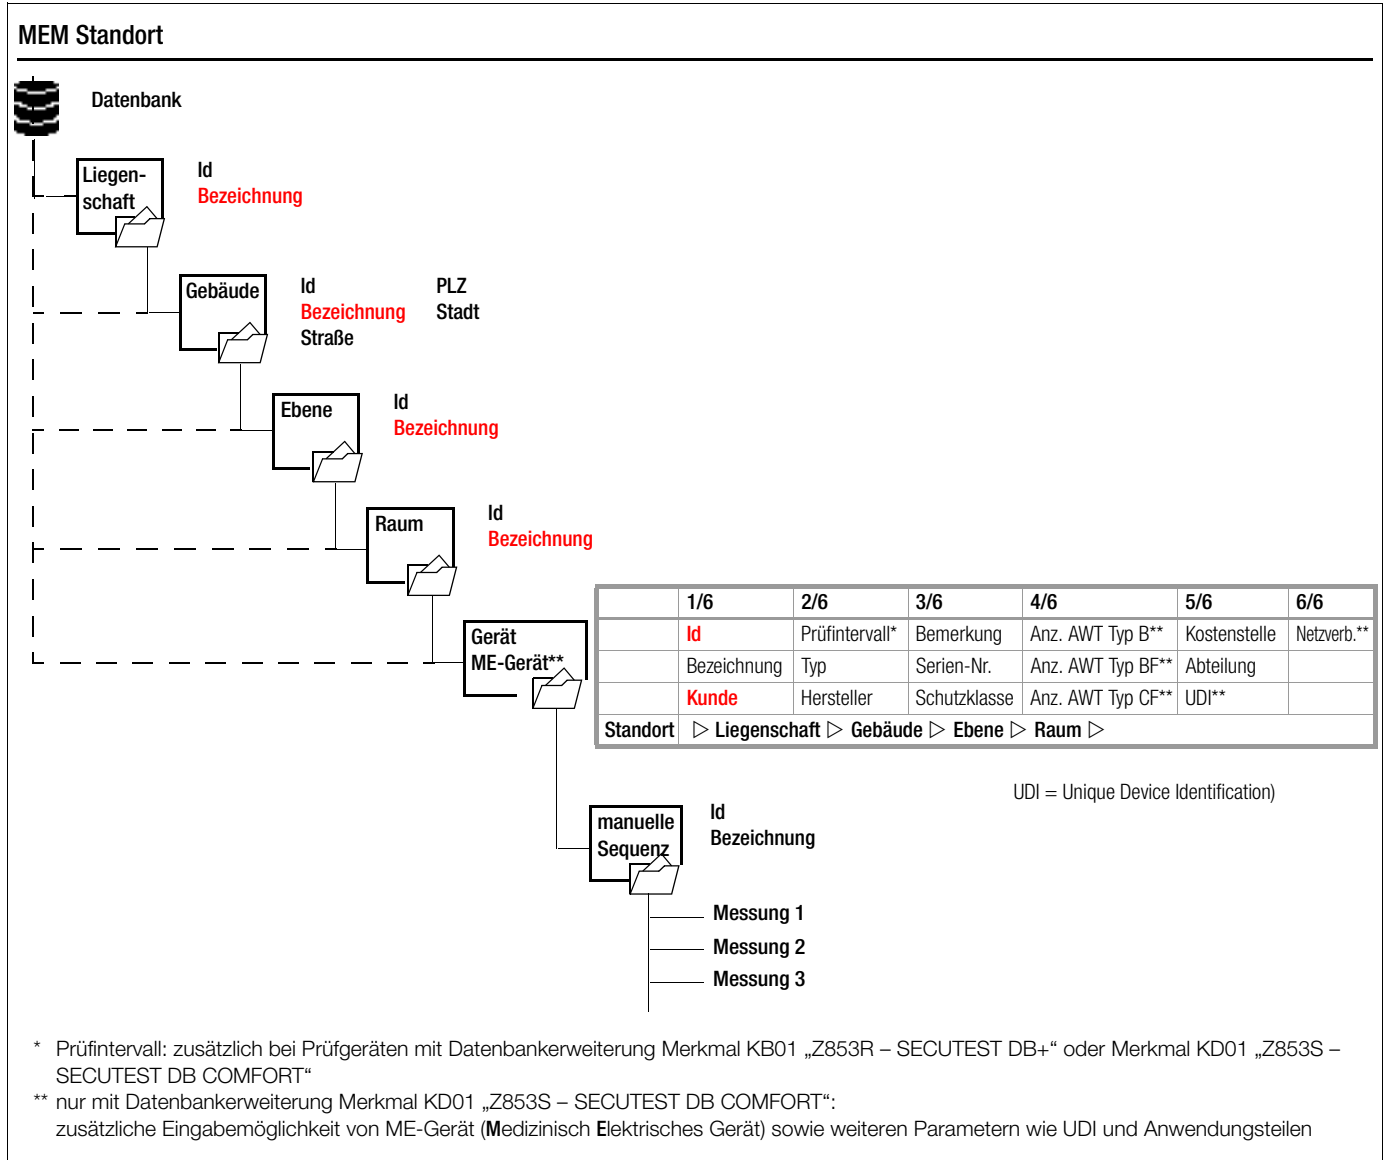 MEM Standort
Datenbank
Liegen-
schaft
Id
Bezeichnung
Gebäude
Id
Bezeichnung
Straße
PLZ
Stadt
Ebene
Id
Bezeichnung
Raum
Id
Bezeichnung
Gerät
ME-Gerät**
1/6 2/6 3/6 4/6 5/6 6/6
Id Prüfintervall* Bemerkung Anz. AWT Typ B** Kostenstelle Netzverb.**
Bezeichnung Typ Serien-Nr. Anz. AWT Typ BF** Abteilung
Kunde Hersteller Schutzklasse Anz. AWT Typ CF** UDI**
Standort ▷ Liegenschaft ▷ Gebäude ▷ Ebene ▷ Raum ▷
UDI = Unique Device Identification)
manuelle
Sequenz
Id
Bezeichnung
Messung 1
Messung 2
Messung 3
* Prüfintervall: zusätzlich bei Prüfgeräten mit Datenbankerweiterung Merkmal KB01 „Z853R – SECUTEST DB+“ oder Merkmal KD01 „Z853S –
SECUTEST DB COMFORT“
** nur mit Datenbankerweiterung Merkmal KD01 „Z853S – SECUTEST DB COMFORT“:
zusätzliche Eingabemöglichkeit von ME-Gerät (Medizinisch Elektrisches Gerät) sowie weiteren Parametern wie UDI und Anwendungsteilen